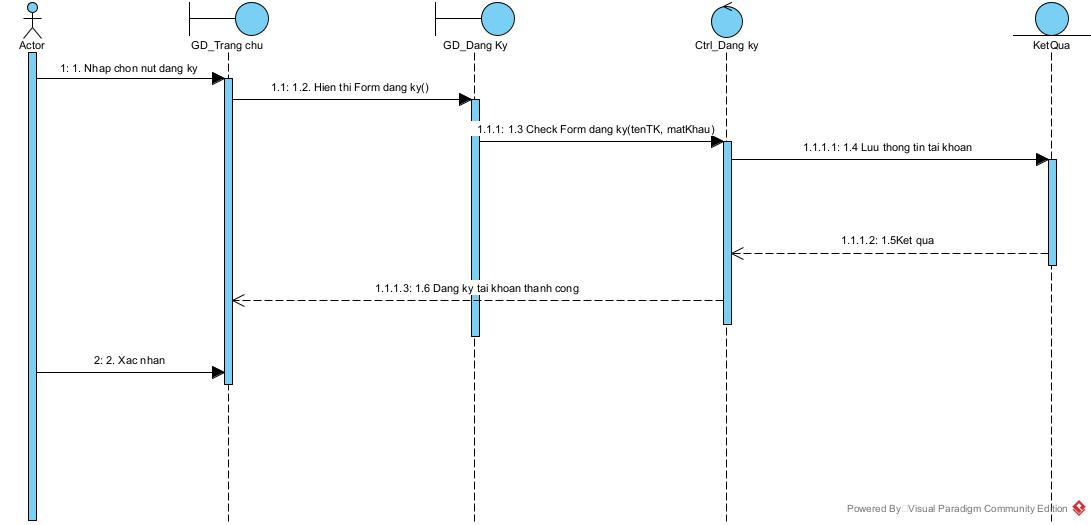 Actor
GD_Trang chu
GD_Dang Ky
Ctrl_Dang ky
KetQua
1: 1. Nhap chon nut dang ky
1.1: 1.2. Hien thi Form dang ky()
1.1.1: 1.3 Check Form dang ky(tenTK, matKhau)
1.1.1.1: 1.4 Luu thong tin tai khoan
1.1.1.2: 1.5Ket qua
1.1.1.3: 1.6 Dang ky tai khoan thanh cong
2: 2. Xac nhan
Powered By Visual Paradigm Community Edition